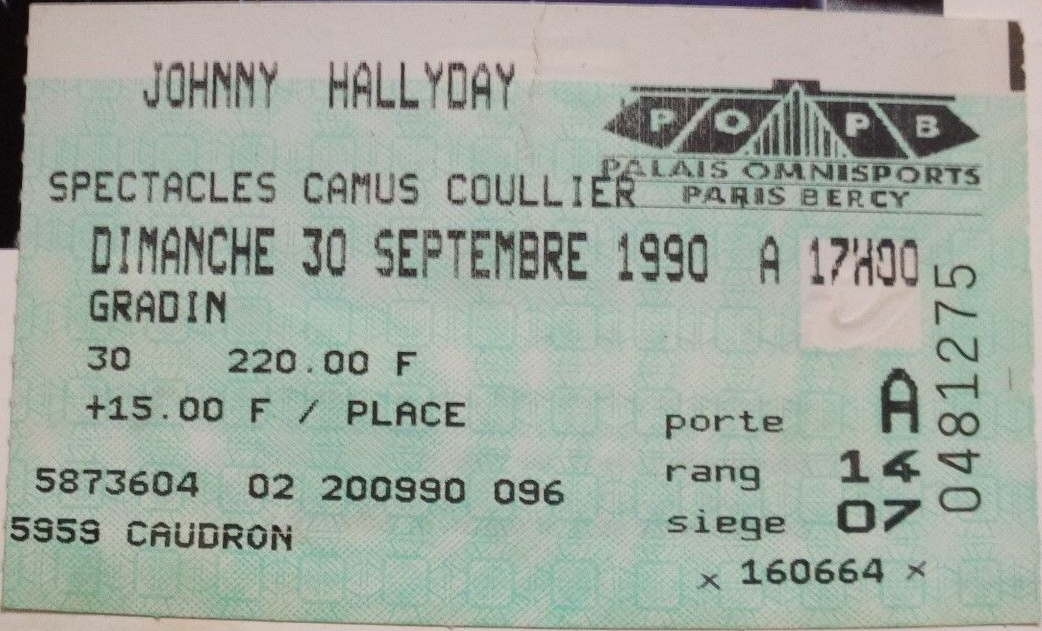 JOHNNY HALLYDAY
POPB
PALAIS OMNISPORTS
PARIS BERCY
SPECTACLES CAMUS COULLIER
DIMANCHE 30 SEPTEMBRE 1990 A 17H00
GRADIN
30 220.00 F
+15.00 F / PLACE
porte A
rang 14
siege 07
5873604 02 200990 096
5959 CAUDRON
x 160664 x
0481275